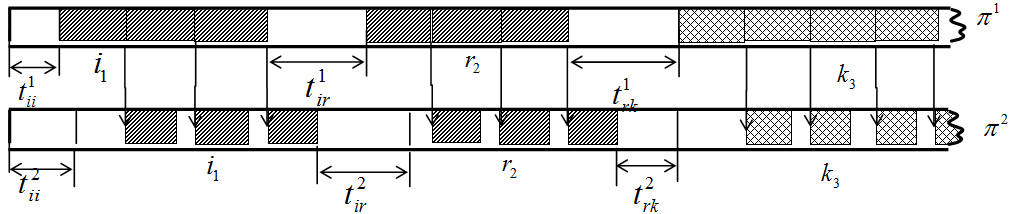 π¹
i₁ r₂ k₃
t¹ᵢᵢ t¹ᵢᵣ t¹ᵣₖ
π²
i₁ r₂ k₃
t²ᵢᵢ t²ᵢᵣ t²ᵣₖ